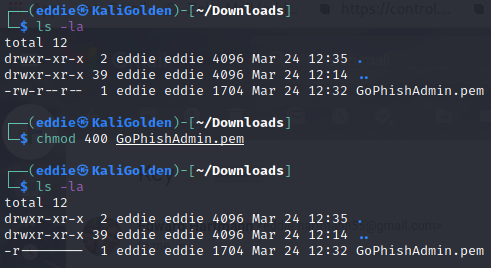 ┌──(eddie㉿KaliGolden)-[~/Downloads]
└─$ ls -la
total 12
drwxr-xr-x  2 eddie eddie 4096 Mar 24 12:35 .
drwxr-xr-x 39 eddie eddie 4096 Mar 24 12:14 ..
-rw-r--r--  1 eddie eddie 1704 Mar 24 12:32 GoPhishAdmin.pem
┌──(eddie㉿KaliGolden)-[~/Downloads]
└─$ chmod 400 GoPhishAdmin.pem
┌──(eddie㉿KaliGolden)-[~/Downloads]
└─$ ls -la
total 12
drwxr-xr-x  2 eddie eddie 4096 Mar 24 12:35 .
drwxr-xr-x 39 eddie eddie 4096 Mar 24 12:14 ..
-r--------  1 eddie eddie 1704 Mar 24 12:32 GoPhishAdmin.pem